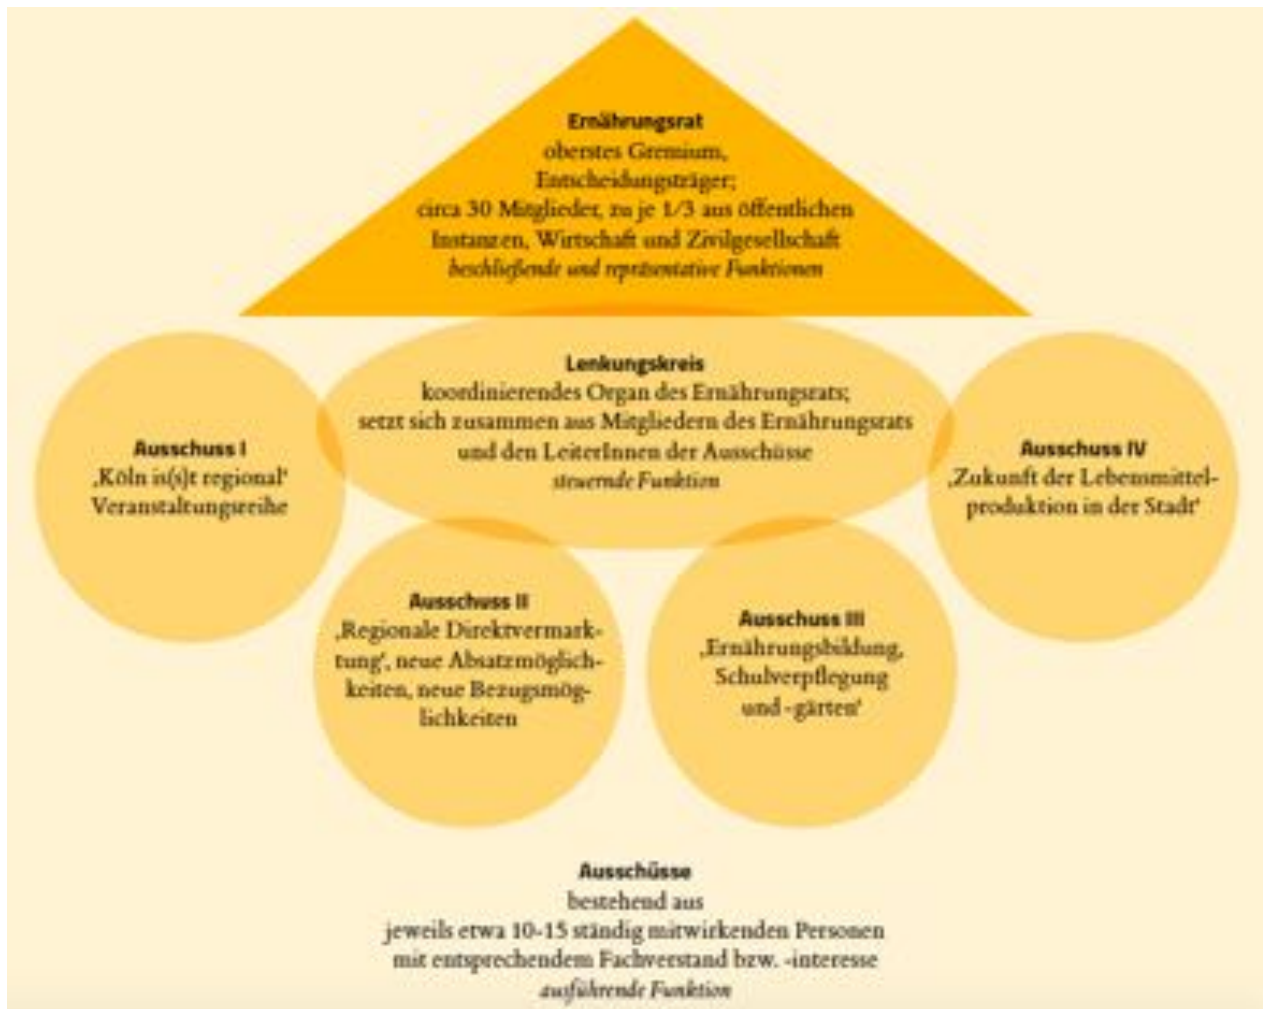 Ernährungsrat
oberstes Gremium,
Entscheidungsträger;
circa 30 Mitglieder, zu je 1/3 aus öffentlichen
Instanzen, Wirtschaft und Zivilgesellschaft
beschließende und repräsentative Funktionen
Lenkungskreis
koordinierendes Organ des Ernährungsrats;
setzt sich zusammen aus Mitgliedern des Ernährungsrats
und den LeiterInnen der Ausschüsse
steuernde Funktion
Ausschuss I
‚Köln is(s)t regional‘
Veranstaltungsreihe
Ausschuss II
‚Regionale Direktvermark-
tung‘, neue Absatzmöglich-
keiten, neue Bezugsmög-
lichkeiten
Ausschuss III
‚Ernährungsbildung,
Schulverpflegung
und -gärten‘
Ausschuss IV
‚Zukunft der Lebensmittel-
produktion in der Stadt‘
Ausschüsse
bestehend aus
jeweils etwa 10-15 ständig mitwirkenden Personen
mit entsprechendem Fachverstand bzw. -interesse
ausführende Funktion